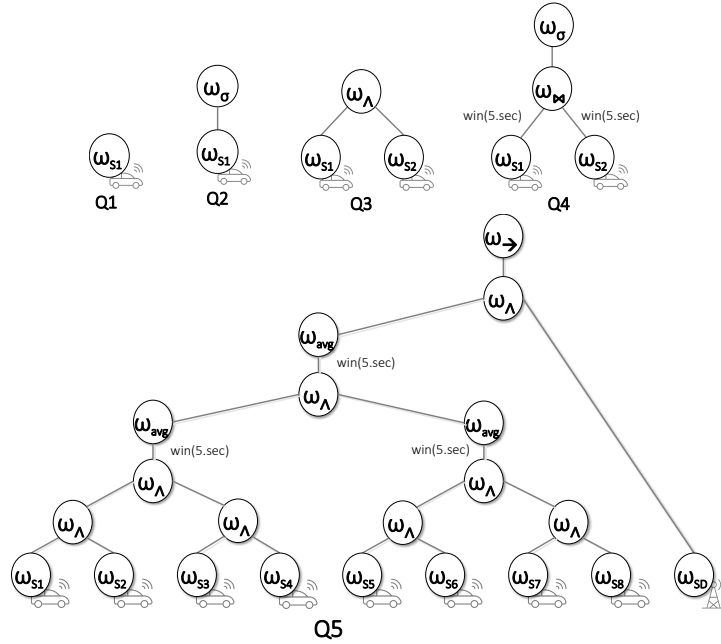 ωσ
ωσ
ω⋀
ω⋈
win(5.sec)
win(5.sec)
ωS1
ωS1
ωS1
ωS2
ωS1
ωS2
Q1
Q2
Q3
Q4
ω→
ω⋀
ωavg
win(5.sec)
ω⋀
ωavg
ωavg
win(5.sec)
win(5.sec)
ω⋀
ω⋀
ω⋀
ω⋀
ω⋀
ω⋀
ωS1
ωS2
ωS3
ωS4
ωS5
ωS6
ωS7
ωS8
ωSD
Q5